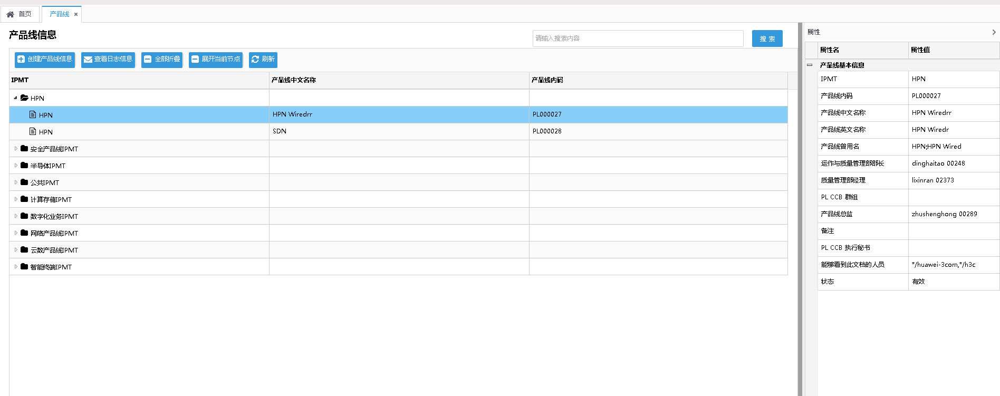 首页 产品线
产品线信息
请输入搜索内容 搜 索
创建产品线信息 查看日志信息 全部折叠 展开当前节点 刷新
IPMT 产品线中文名称 产品线内码
HPN
HPN HPN Wiredrr PL000027
HPN SDN PL000028
安全产品线IPMT
半导体IPMT
公共IPMT
计算存储IPMT
数字化业务IPMT
网络产品线IPMT
云数产品线IPMT
智能终端IPMT
属性
属性名 属性值
产品线基本信息
IPMT HPN
产品线内码 PL000027
产品线中文名称 HPN Wiredrr
产品线英文名称 HPN Wiredr
产品线曾用名 HPN;HPN Wired
运作与质量管理部部长 dinghaitao 00248
质量管理部经理 lixinran 02373
PL CCB 群组
产品线总监 zhushenghong 00289
备注
PL CCB 执行秘书
能够看到此文档的人员 */huawei-3com,*/h3c
状态 有效